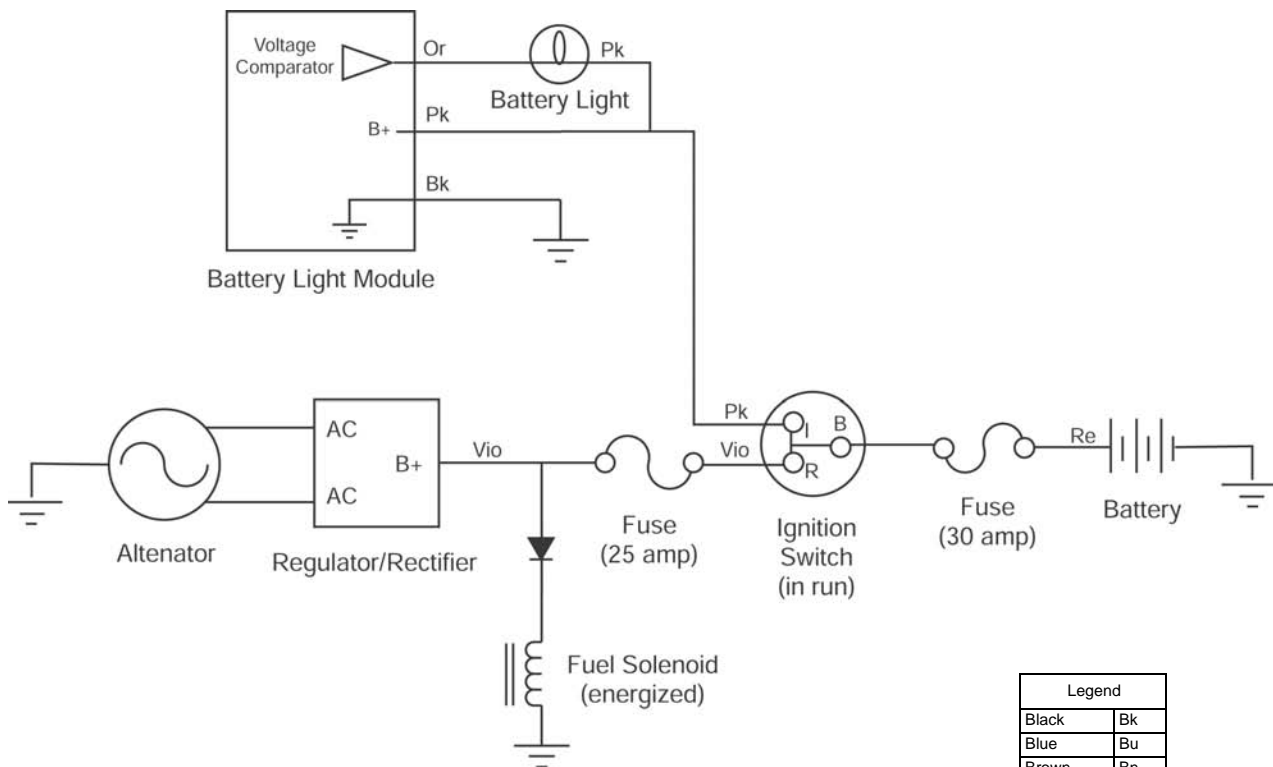 Voltage
Comparator
Or
Pk
Battery Light
B+
Pk
Bk
Battery Light Module
AC
AC
B+
Altenator
Regulator/Rectifier
Vio
Fuse
(25 amp)
Pk
Vio
I
B
R
Ignition
Switch
(in run)
Fuse
(30 amp)
Re
Battery
Fuel Solenoid
(energized)
Legend
Black Bk
Blue Bu
Brown Bn